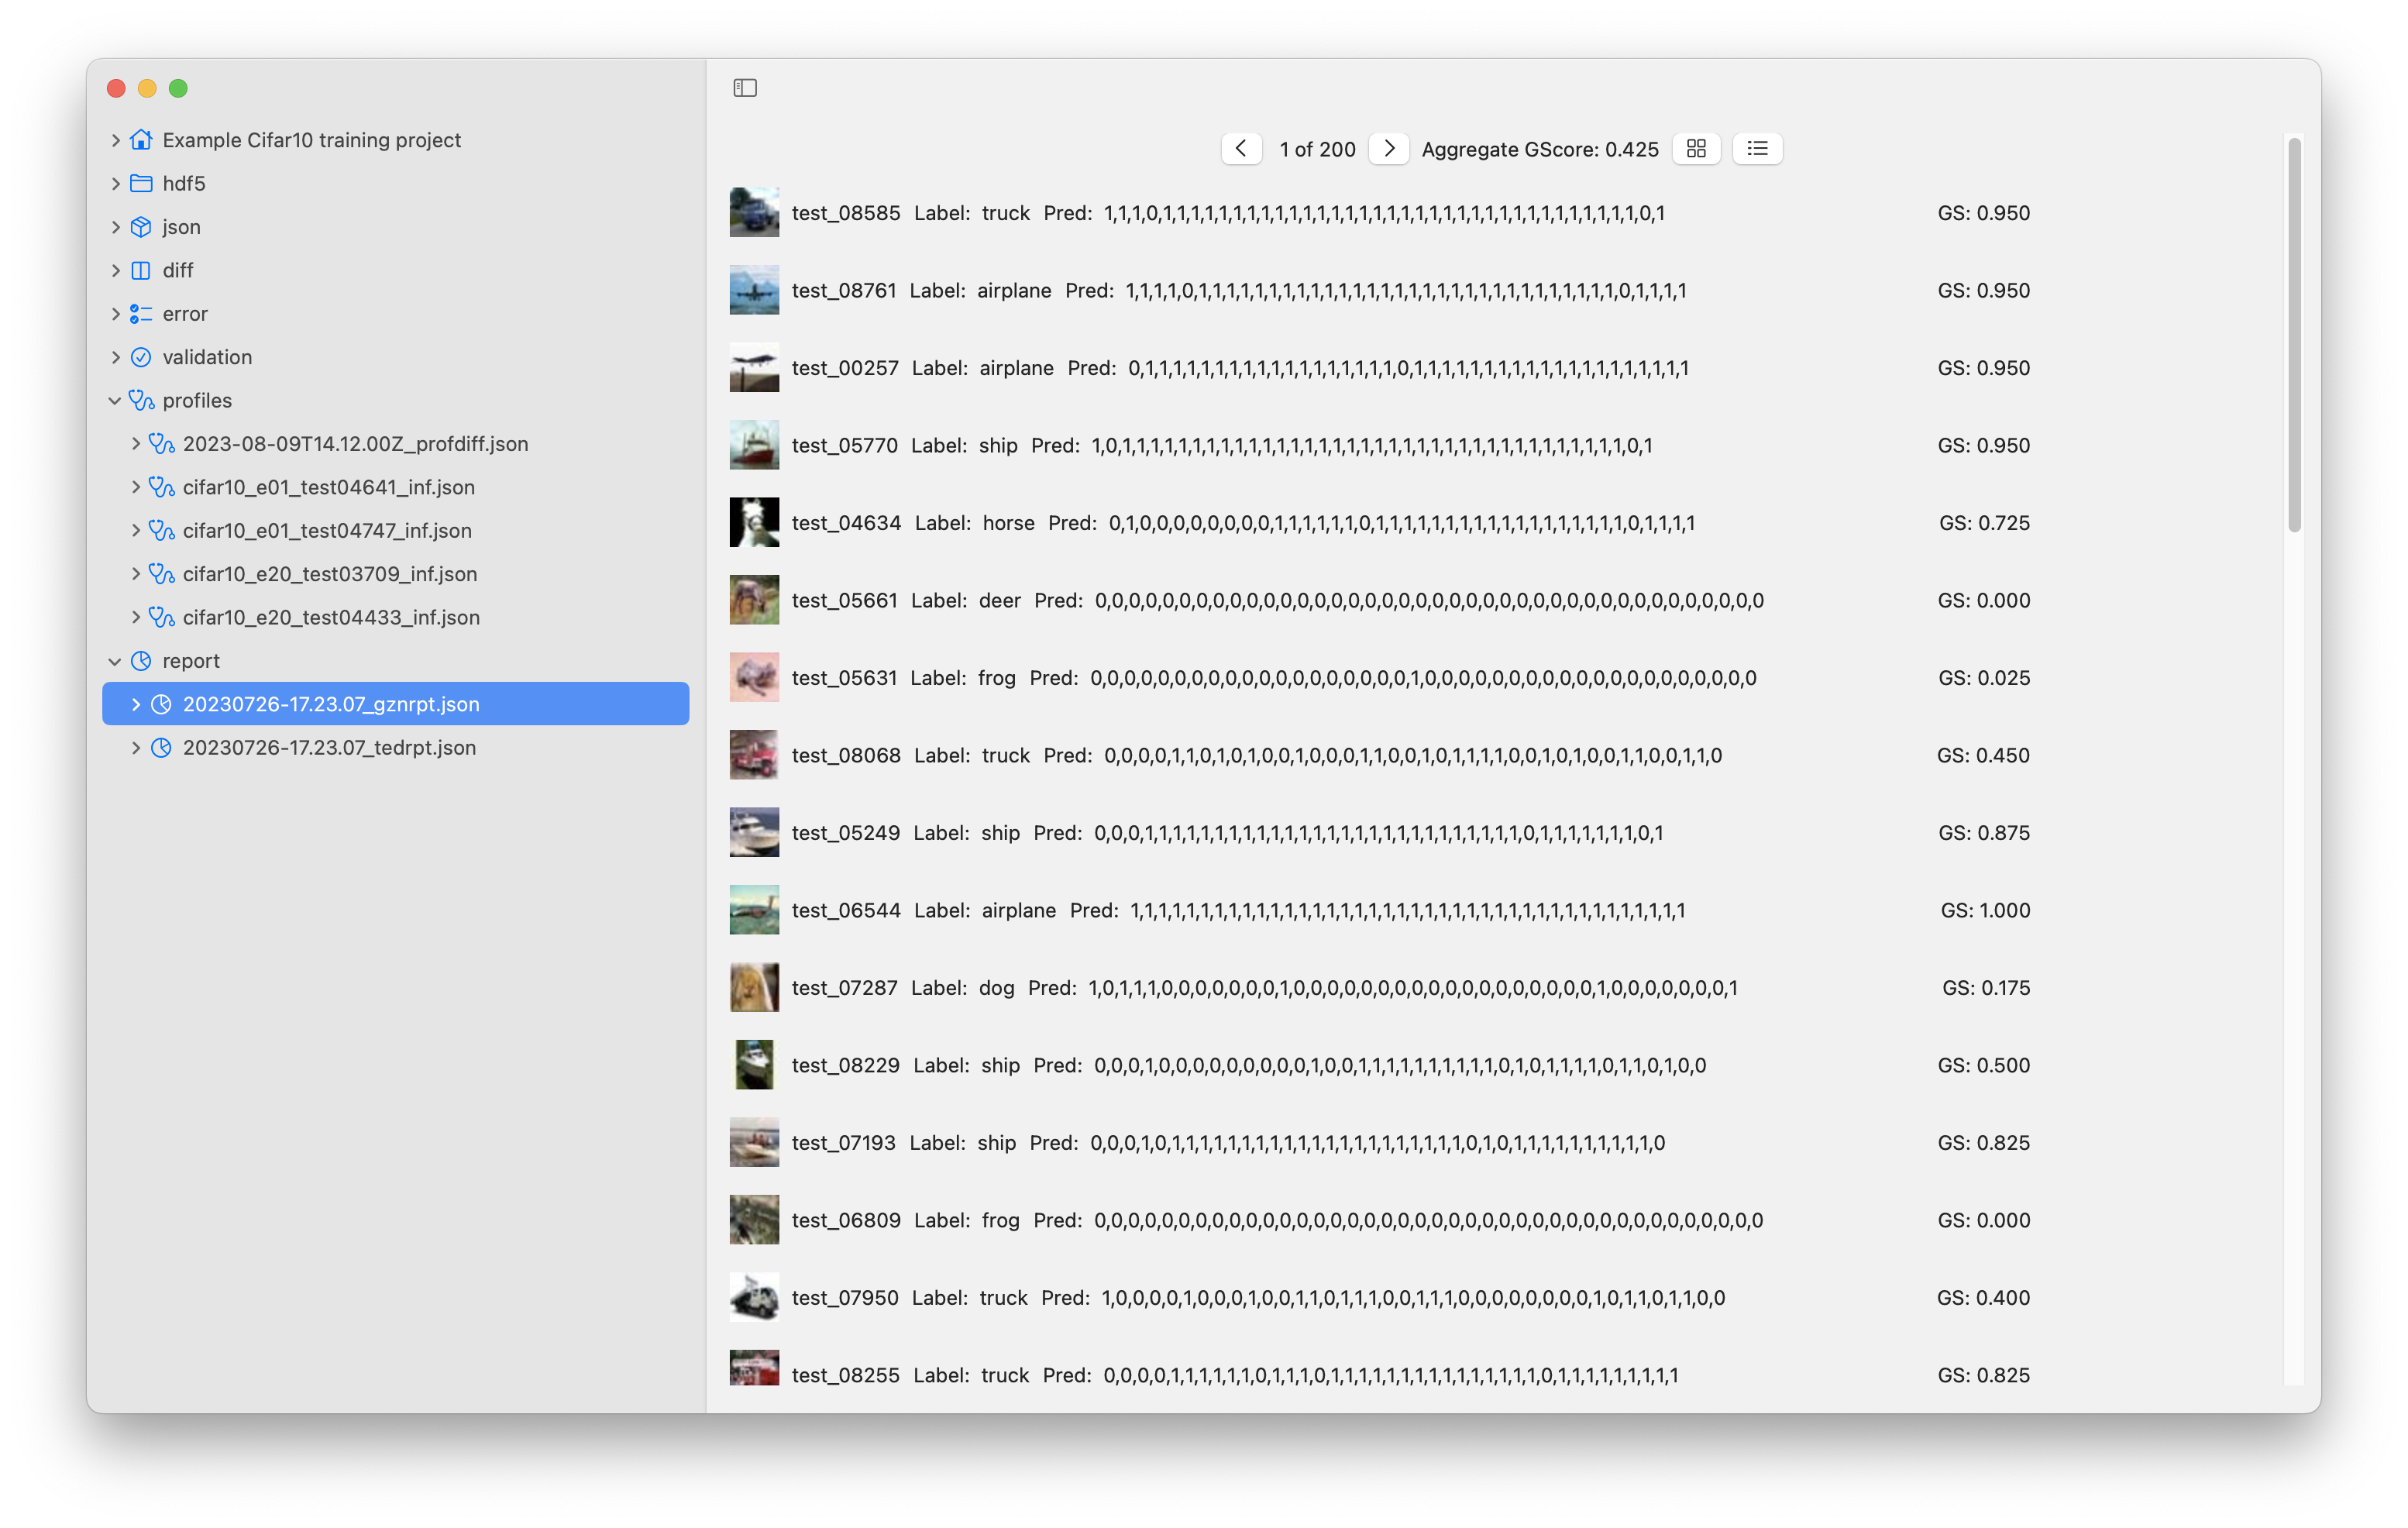 Example Cifar10 training project
hdf5
json
diff
error
validation
profiles
2023-08-09T14.12.00Z_profdiff.json
cifar10_e01_test04641_inf.json
cifar10_e01_test04747_inf.json
cifar10_e20_test03709_inf.json
cifar10_e20_test04433_inf.json
report
20230726-17.23.07_gznrpt.json
20230726-17.23.07_tedrpt.json
1 of 200 Aggregate GScore: 0.425
test_08585 Label: truck Pred: 1,1,1,0,1,1,1,1,1,1,1,1,1,1,1,1,1,1,1,1,1,1,1,1,1,1,1,1,1,1,1,1,1,1,1,1,1,1,0,1 GS: 0.950
test_08761 Label: airplane Pred: 1,1,1,1,0,1,1,1,1,1,1,1,1,1,1,1,1,1,1,1,1,1,1,1,1,1,1,1,1,1,1,1,1,1,1,0,1,1,1,1 GS: 0.950
test_00257 Label: airplane Pred: 0,1,1,1,1,1,1,1,1,1,1,1,1,1,1,1,1,1,1,0,1,1,1,1,1,1,1,1,1,1,1,1,1,1,1,1,1,1,1,1 GS: 0.950
test_05770 Label: ship Pred: 1,0,1,1,1,1,1,1,1,1,1,1,1,1,1,1,1,1,1,1,1,1,1,1,1,1,1,1,1,1,1,1,1,1,1,1,1,1,0,1 GS: 0.950
test_04634 Label: horse Pred: 0,1,0,0,0,0,0,0,0,0,1,1,1,1,1,1,0,1,1,1,1,1,1,1,1,1,1,1,1,1,1,1,1,1,1,0,1,1,1,1 GS: 0.725
test_05661 Label: deer Pred: 0,0,0,0,0,0,0,0,0,0,0,0,0,0,0,0,0,0,0,0,0,0,0,0,0,0,0,0,0,0,0,0,0,0,0,0,0,0,0,0 GS: 0.000
test_05631 Label: frog Pred: 0,0,0,0,0,0,0,0,0,0,0,0,0,0,0,0,0,0,0,1,0,0,0,0,0,0,0,0,0,0,0,0,0,0,0,0,0,0,0,0 GS: 0.025
test_08068 Label: truck Pred: 0,0,0,0,1,1,0,1,0,1,0,0,1,0,0,0,1,1,0,0,1,0,1,1,1,1,0,0,1,0,1,0,0,1,1,0,0,1,1,0 GS: 0.450
test_05249 Label: ship Pred: 0,0,0,1,1,1,1,1,1,1,1,1,1,1,1,1,1,1,1,1,1,1,1,1,1,1,1,1,1,1,0,1,1,1,1,1,1,1,0,1 GS: 0.875
test_06544 Label: airplane Pred: 1,1,1,1,1,1,1,1,1,1,1,1,1,1,1,1,1,1,1,1,1,1,1,1,1,1,1,1,1,1,1,1,1,1,1,1,1,1,1,1 GS: 1.000
test_07287 Label: dog Pred: 1,0,1,1,1,0,0,0,0,0,0,0,1,0,0,0,0,0,0,0,0,0,0,0,0,0,0,0,0,0,0,1,0,0,0,0,0,0,0,1 GS: 0.175
test_08229 Label: ship Pred: 0,0,0,1,0,0,0,0,0,0,0,0,0,1,0,0,1,1,1,1,1,1,1,1,1,1,0,1,0,1,1,1,1,0,1,1,0,1,0,0 GS: 0.500
test_07193 Label: ship Pred: 0,0,0,1,0,1,1,1,1,1,1,1,1,1,1,1,1,1,1,1,1,1,1,1,1,1,0,1,0,1,1,1,1,1,1,1,1,1,1,0 GS: 0.825
test_06809 Label: frog Pred: 0,0,0,0,0,0,0,0,0,0,0,0,0,0,0,0,0,0,0,0,0,0,0,0,0,0,0,0,0,0,0,0,0,0,0,0,0,0,0,0 GS: 0.000
test_07950 Label: truck Pred: 1,0,0,0,0,1,0,0,0,1,0,0,1,1,0,1,1,1,0,0,1,1,1,0,0,0,0,0,0,0,0,1,0,1,1,0,1,1,0,0 GS: 0.400
test_08255 Label: truck Pred: 0,0,0,0,1,1,1,1,1,1,0,1,1,1,0,1,1,1,1,1,1,1,1,1,1,1,1,1,1,1,0,1,1,1,1,1,1,1,1,1 GS: 0.825